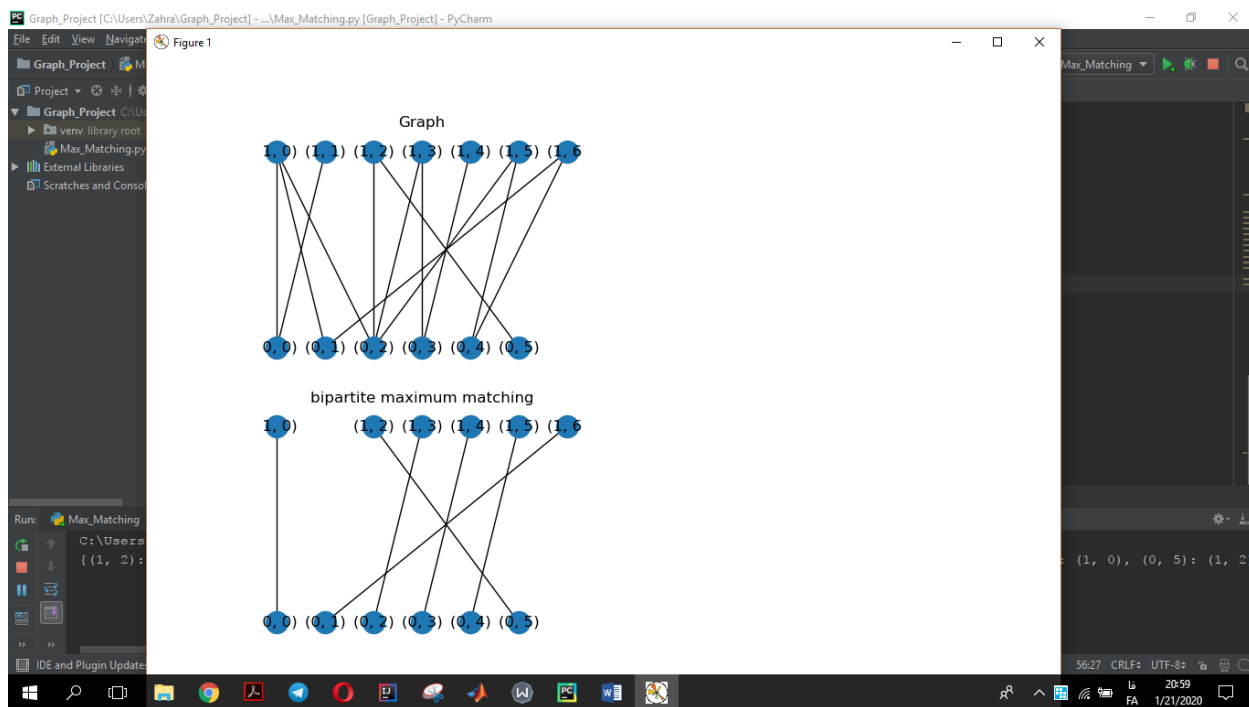 Graph_Project [C:\Users\Zahra\Graph_Project] - ...\Max_Matching.py [Graph_Project] - PyCharm
File Edit View Navigate
Figure 1
Graph_Project
Max_Matching
Project
Graph_Project C:\Us
venv library root
Max_Matching.py
External Libraries
Scratches and Consol
Graph
1, 0) (1, 1) (1, 2) (1, 3) (1, 4) (1, 5) (1, 6
0, 0) (0, 1) (0, 2) (0, 3) (0, 4) (0, 5)
bipartite maximum matching
1, 0) (1, 2) (1, 3) (1, 4) (1, 5) (1, 6
0, 0) (0, 1) (0, 2) (0, 3) (0, 4) (0, 5)
Run: Max_Matching
C:\Users
{(1, 2): : (1, 0), (0, 5): (1, 2
IDE and Plugin Update
56:27 CRLF UTF-8
20:59
فا
FA
1/21/2020